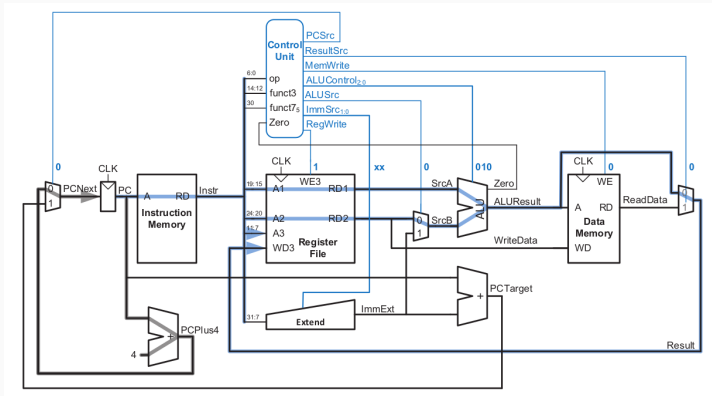 PCSrc
Control
Unit
ResultSrc
MemWrite
6:0
op
ALUControl2:0
14:12
funct3
ALUSrc
30
funct75
ImmSrc1:0
Zero
RegWrite
0
CLK
CLK
1
xx
0
010
CLK
0
0
0
1
PCNext
PC
A
RD
Instr
Instruction
Memory
19:15
A1
WE3
RD1
24:20
A2
RD2
11:7
A3
WD3
Register
File
0
1
SrcA
SrcB
ALU
Zero
ALUResult
WriteData
WE
A
RD
Data
Memory
WD
ReadData
0
1
+
PCTarget
31:7
Extend
ImmExt
4
+
PCPlus4
Result